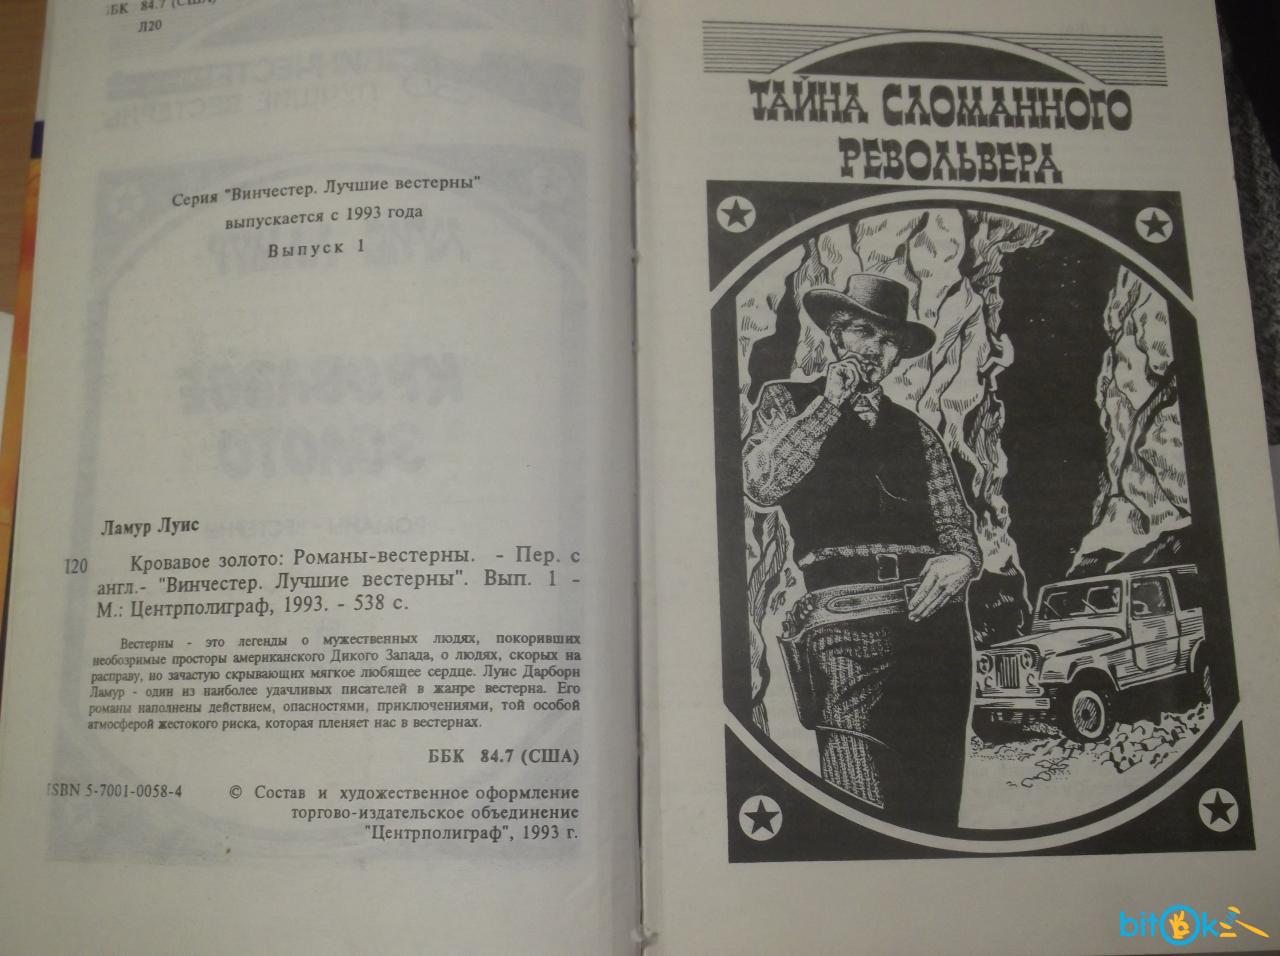 ББК 84.7 (США)
Л20
Серия "Винчестер. Лучшие вестерны"
выпускается с 1993 года
Выпуск 1
Ламур Луис
Кровавое золото: Романы-вестерны. - Пер. с
англ.- "Винчестер. Лучшие вестерны". Вып. 1 -
М.: Центрполиграф, 1993. - 538 с.
Вестерны - это легенды о мужественных людях, покоривших
необозримые просторы американского Дикого Запада, о людях, скорых на
расправу, но зачастую скрывающих мягкое любящее сердце. Луис Дарборн
Ламур - один из наиболее удачливых писателей в жанре вестерна. Его
романы наполнены действием, опасностями, приключениями, той особой
атмосферой жестокого риска, которая пленяет нас в вестернах.
ББК 84.7 (США)
ISBN 5-7001-0058-4
© Состав и художественное оформление
торгово-издательское объединение
"Центрполиграф", 1993 г.
ТАЙНА СЛОМАННОГО
РЕВОЛЬВЕРА